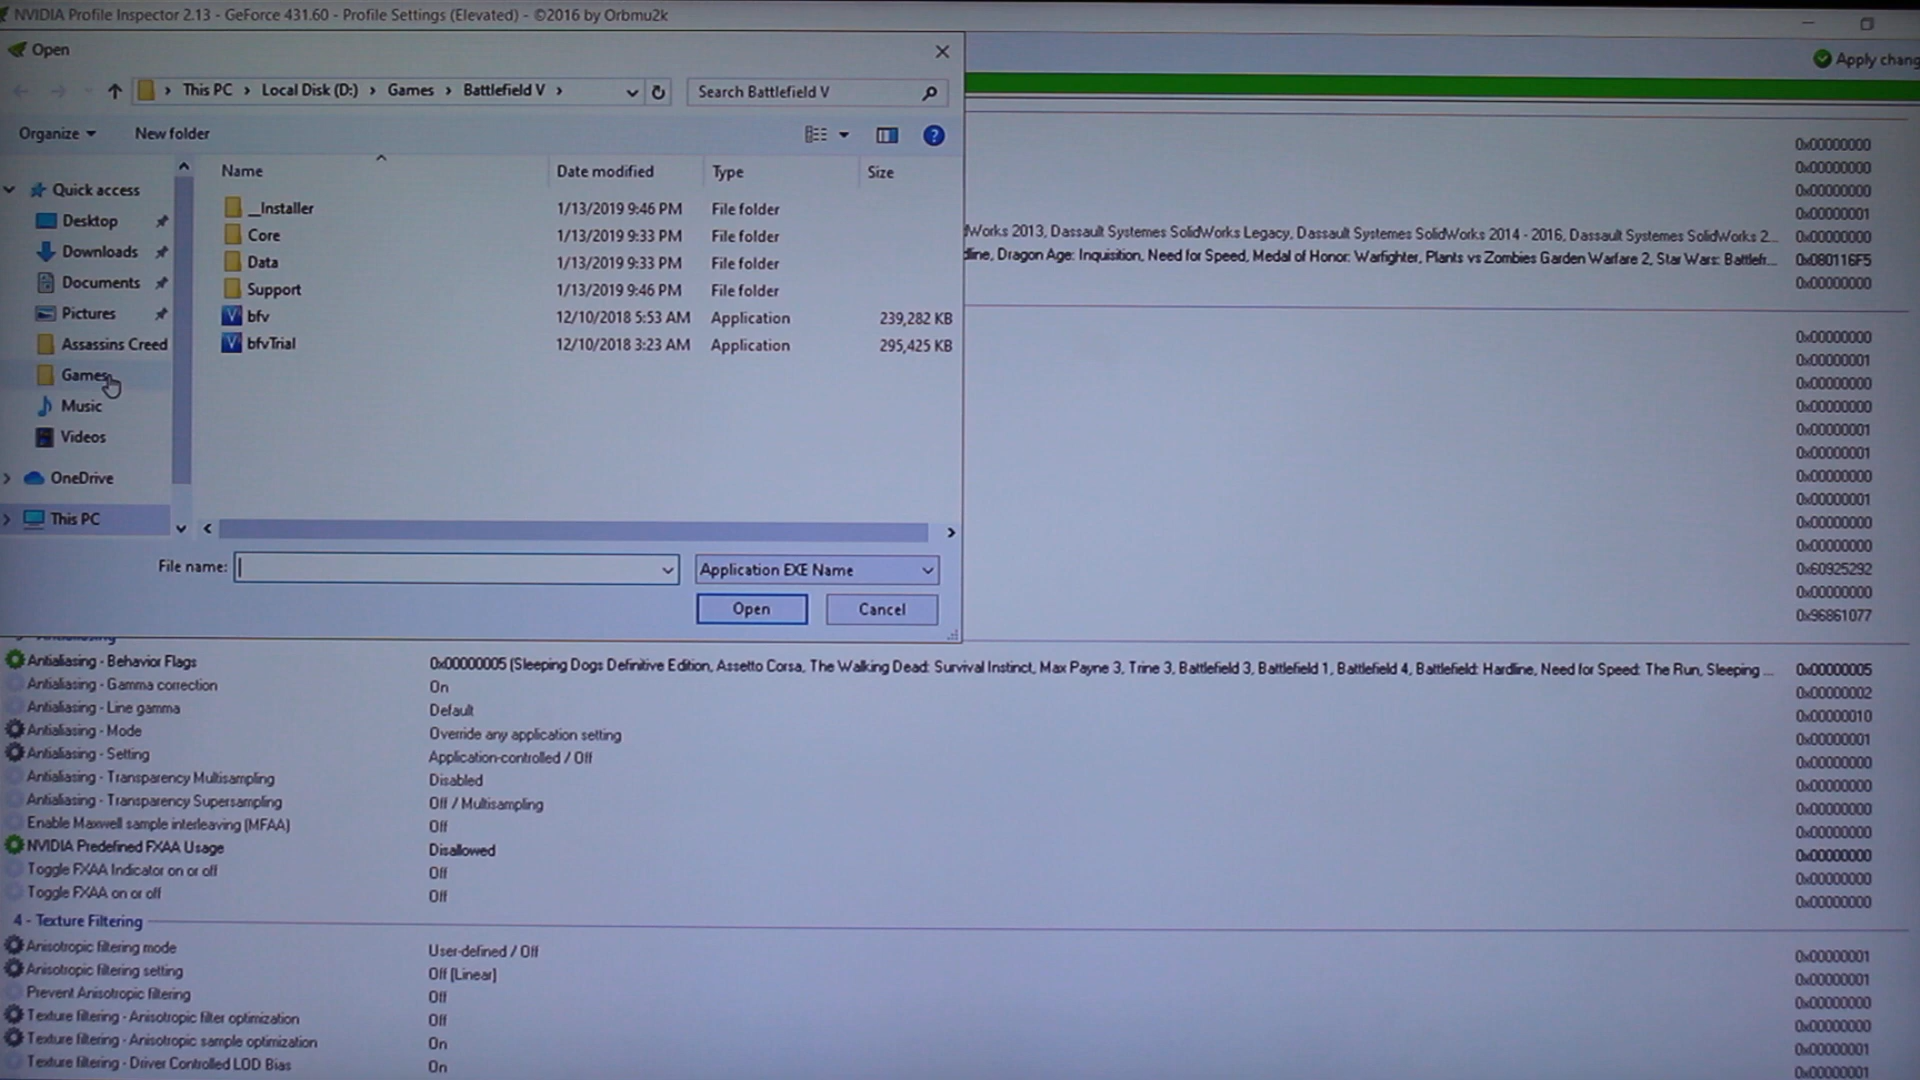 NVIDIA Profile Inspector 2.13 - GeForce 431.60 - Profile Settings (Elevated) - ©2016 by Orbmu2k
Open
Apply chang
This PC > Local Disk (D:) > Games > Battlefield V >
Search Battlefield V
Organize
New folder
Name
Date modified
Type
Size
Quick access
Desktop
Downloads
Documents
Pictures
Assassins Creed
Games
Music
Videos
OneDrive
This PC
__Installer 1/13/2019 9:46 PM File folder
Core 1/13/2019 9:33 PM File folder
Data 1/13/2019 9:33 PM File folder
Support 1/13/2019 9:46 PM File folder
bfv 12/10/2018 5:53 AM Application 239,282 KB
bfvTrial 12/10/2018 3:23 AM Application 295,425 KB
File name:
Application EXE Name
Open
Cancel
0x00000000
0x00000000
0x00000000
0x00000001
Works 2013, Dassault Systemes SolidWorks Legacy, Dassault Systemes SolidWorks 2014 - 2016, Dassault Systemes SolidWorks 2... 0x00000000
dline, Dragon Age: Inquisition, Need for Speed, Medal of Honor: Warfighter, Plants vs Zombies Garden Warfare 2, Star Wars: Battlefr... 0x080116F5
0x00000000
0x00000000
0x00000001
0x00000000
0x00000000
0x00000001
0x00000001
0x00000000
0x00000001
0x00000000
0x00000000
0x60925292
0x00000000
0x96861077
Antialiasing - Behavior Flags 0x00000005 (Sleeping Dogs Definitive Edition, Assetto Corsa, The Walking Dead: Survival Instinct, Max Payne 3, Trine 3, Battlefield 3, Battlefield 1, Battlefield 4, Battlefield: Hardline, Need for Speed: The Run, Sleeping ... 0x00000005
Antialiasing - Gamma correction On 0x00000002
Antialiasing - Line gamma Default 0x00000010
Antialiasing - Mode Override any application setting 0x00000001
Antialiasing - Setting Application-controlled / Off 0x00000000
Antialiasing - Transparency Multisampling Disabled 0x00000000
Antialiasing - Transparency Supersampling Off / Multisampling 0x00000000
Enable Maxwell sample interleaving (MFAA) Off 0x00000000
NVIDIA Predefined FXAA Usage Disallowed 0x00000000
Toggle FXAA Indicator on or off Off 0x00000000
Toggle FXAA on or off Off 0x00000000
4 - Texture Filtering
Anisotropic filtering mode User-defined / Off 0x00000001
Anisotropic filtering setting Off [Linear] 0x00000001
Prevent Anisotropic filtering Off 0x00000000
Texture filtering - Anisotropic filter optimization Off 0x00000000
Texture filtering - Anisotropic sample optimization On 0x00000001
Texture filtering - Driver Controlled LOD Bias On 0x00000001